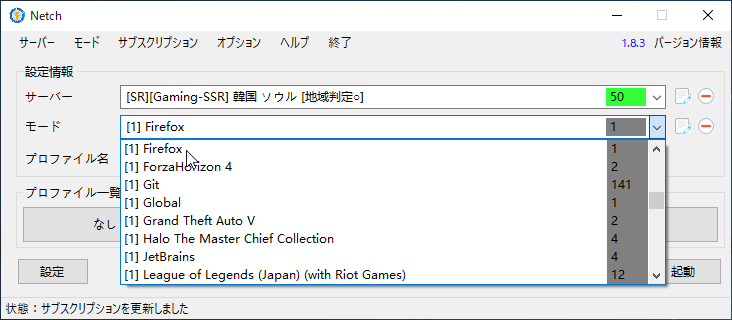 Netch
サーバー モード サブスクリプション オプション ヘルプ 終了 1.8.3 バージョン情報
設定情報
サーバー [SR][Gaming-SSR] 韓国 ソウル [地域判定○] 50
モード [1] Firefox 1
[1] Firefox 1
プロファイル名
[1] ForzaHorizon 4 2
[1] Git 141
プロファイル一覧
[1] Global 1
なし
[1] Grand Theft Auto V 2
[1] Halo The Master Chief Collection 4
[1] JetBrains 4
設定 [1] League of Legends (Japan) (with Riot Games) 12 起動
状態：サブスクリプションを更新しました